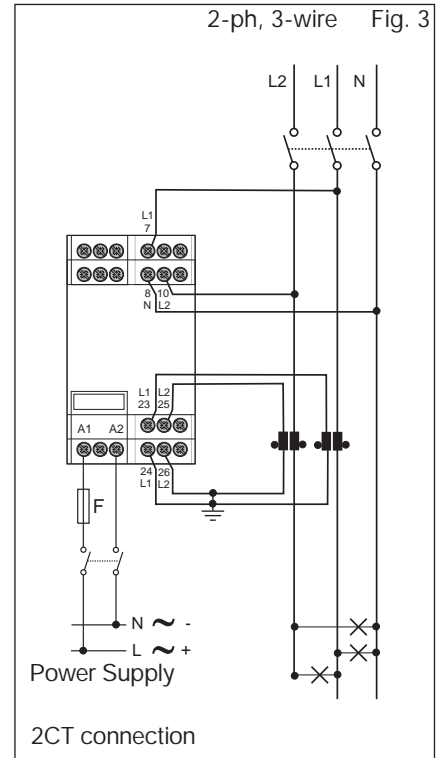 2-ph, 3-wire Fig. 3
L2 L1 N
L1
7
8 10
N L2
L1 L2
23 25
A1 A2
24 26
L1 L2
F
N ~ -
L ~ +
Power Supply
2CT connection